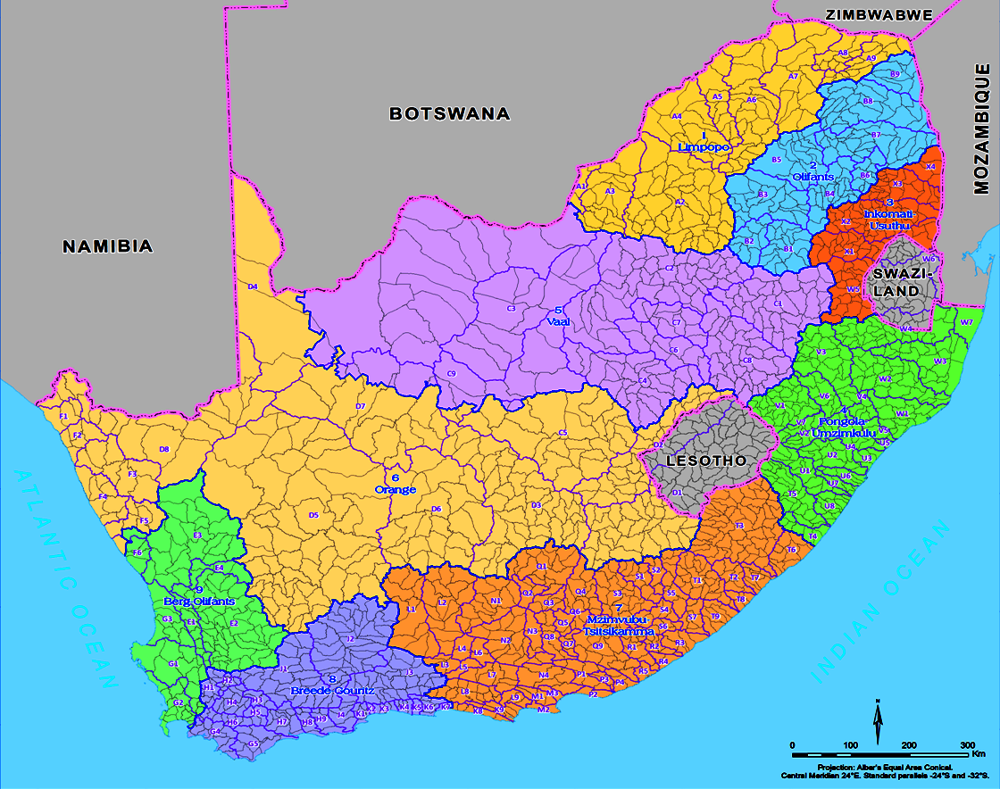 ZIMBWABWE
BOTSWANA
MOZAMBIQUE
NAMIBIA
A8
A9
B9
A7
A5
A6
B8
A4
B7
1
Limpopo
B5
2
Olifants
B6
X4
X3
A1
A3
A2
B3
B4
3
Inkomati-
Usuthu
X2
B2
B1
X1
W6
SWAZI-
LAND
W5
D4
C2
C1
C3
5
Vaal
C7
W4
W7
C6
V3
C8
W3
C9
C4
W2
V6
V4
D7
V1
4
Pongola-
Umzimkulu
W1
F1
C5
V7
V2
V5
U5
F2
D8
D2
U4
LESOTHO
U2
U3
F3
U1
U6
U7
6
Orange
F4
D1
T5
U8
D5
D6
D3
F5
T3
E3
T4
F6
T6
ATLANTIC OCEAN
INDIAN OCEAN
E4
Q1
S2
S1
T1
T2
T7
9
Berg-Olifants
L1
L2
N1
Q2
Q3
Q4
S3
S5
T8
7
Mzimvubu-
Tsitsikamma
Q6
S4
S7
T9
G3
E1
E2
Q5
S6
J2
N2
N3
Q8
Q7
Q9
R1
R2
R3
L4
L6
G1
J1
J3
L3
L5
L7
N4
P1
P3
P4
R5
R4
H2
H1
8
Breede Gouritz
L8
L9
M1
M3
P2
G2
H4
H3
H5
H6
H7
H8
H9
J4
K1
K2
K3
K4
K5
K6
K7
K8
K9
M2
G4
G5
N
0 100 200 300
Km
Projection: Alber's Equal Area Conical.
Central Meridian 24°E. Standard parallels -24°S and -32°S.